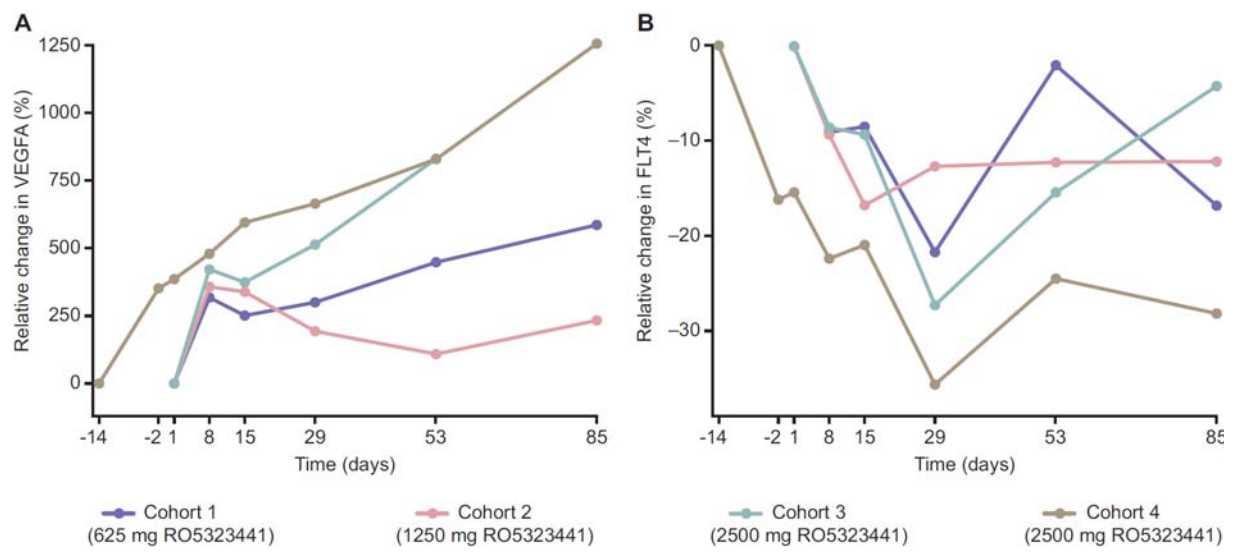 A
Relative change in VEGFA (%)
1250
1000
750
500
250
0
-14 -2 1 8 15 29 53 85
Time (days)
B
Relative change in FLT4 (%)
0
–10
–20
–30
-14 -2 1 8 15 29 53 85
Time (days)
Cohort 1
(625 mg RO5323441)
Cohort 2
(1250 mg RO5323441)
Cohort 3
(2500 mg RO5323441)
Cohort 4
(2500 mg RO5323441)